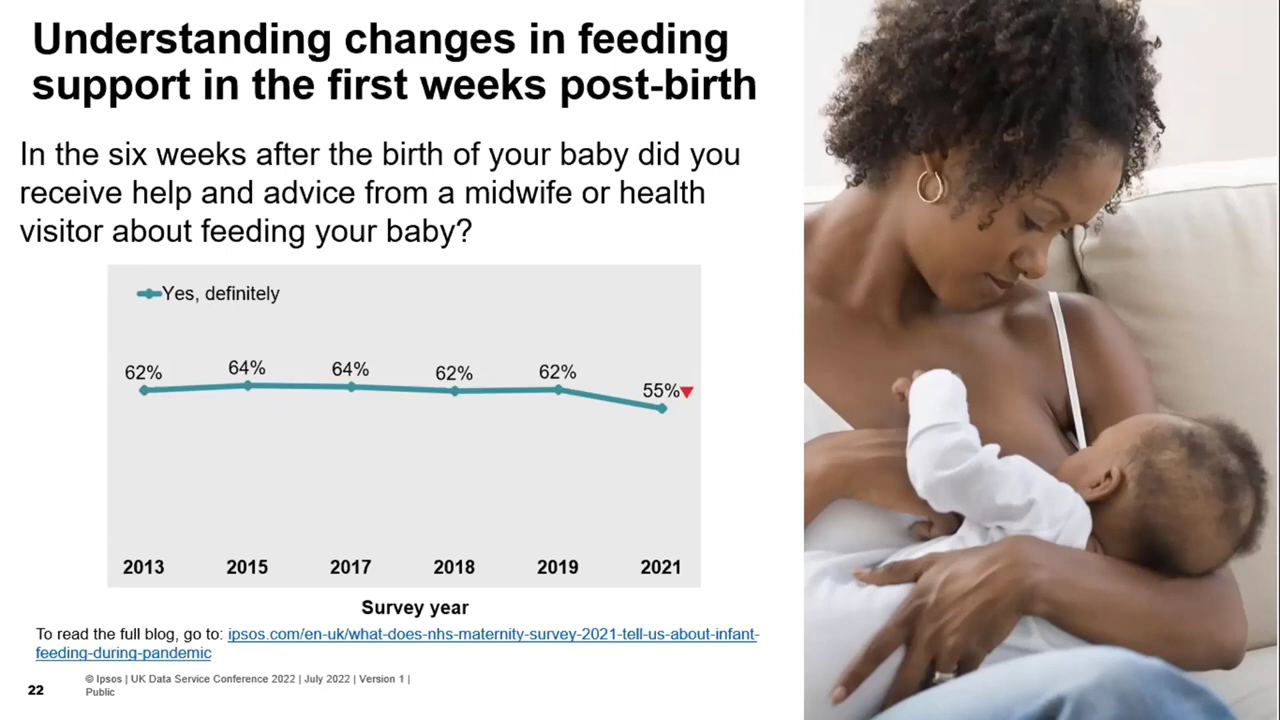 Understanding changes in feeding
support in the first weeks post-birth
In the six weeks after the birth of your baby did you
receive help and advice from a midwife or health
visitor about feeding your baby?
Yes, definitely
62% 64% 64% 62% 62% 55%
2013 2015 2017 2018 2019 2021
Survey year
To read the full blog, go to: ipsos.com/en-uk/what-does-nhs-maternity-survey-2021-tell-us-about-infant-
feeding-during-pandemic
22
© Ipsos | UK Data Service Conference 2022 | July 2022 | Version 1 |
Public